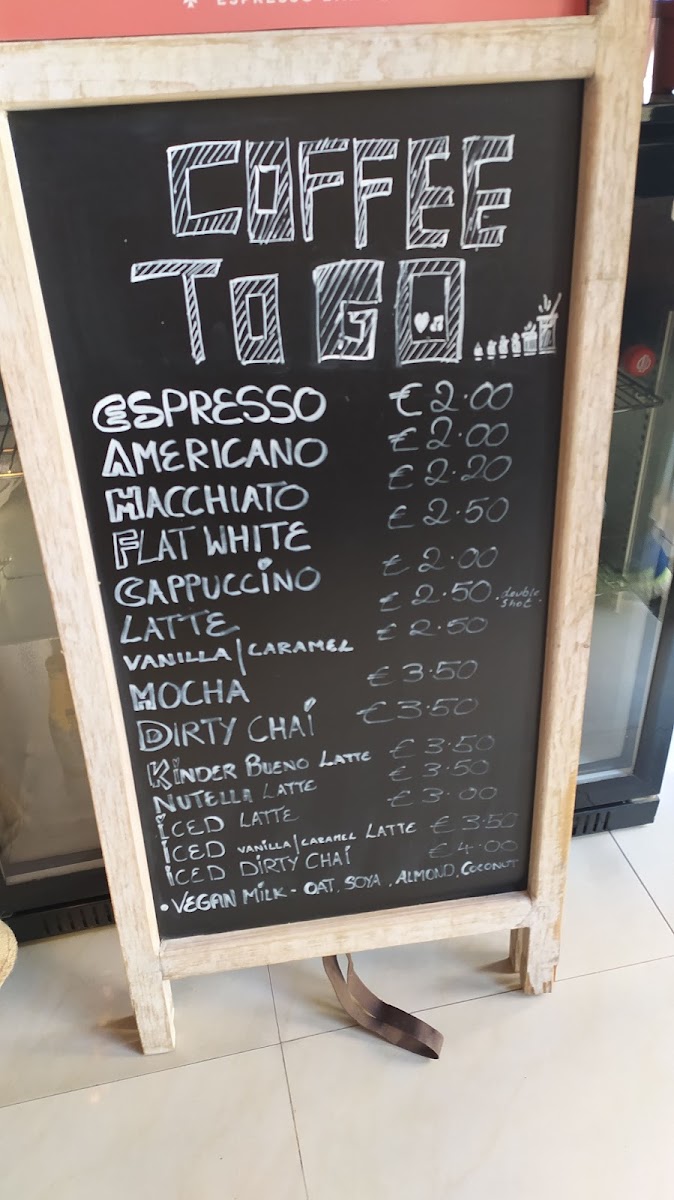 ESPRESSO
COFFEE
TO GO
ESPRESSO €2.00
AMERICANO €2.00
MACCHIATO €2.20
FLAT WHITE €2.50
CAPPUCCINO €2.00
LATTE €2.50 . double shot.
VANILLA/CARAMEL €2.50
MOCHA €3.50
DIRTY CHAI €3.50
KINDER BUENO LATTE €3.50
NUTELLA LATTE €3.50
ICED LATTE €3.00
ICED VANILLA/CARAMEL LATTE €3.50
ICED DIRTY CHAI €4.00
• VEGAN MILK - OAT, SOYA, ALMOND, COCONUT